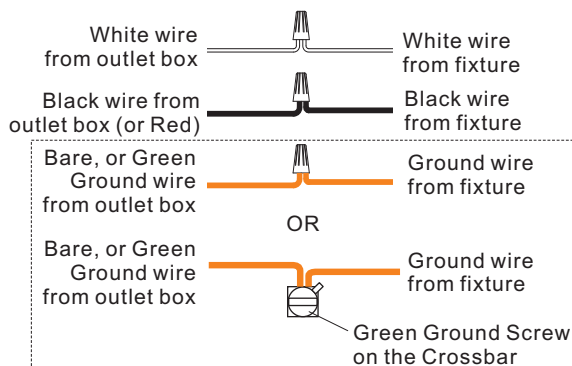 White wire
from outlet box
White wire
from fixture
Black wire from
outlet box (or Red)
Black wire
from fixture
Bare, or Green
Ground wire
from outlet box
Ground wire
from fixture
OR
Bare, or Green
Ground wire
from outlet box
Ground wire
from fixture
Green Ground Screw
on the Crossbar